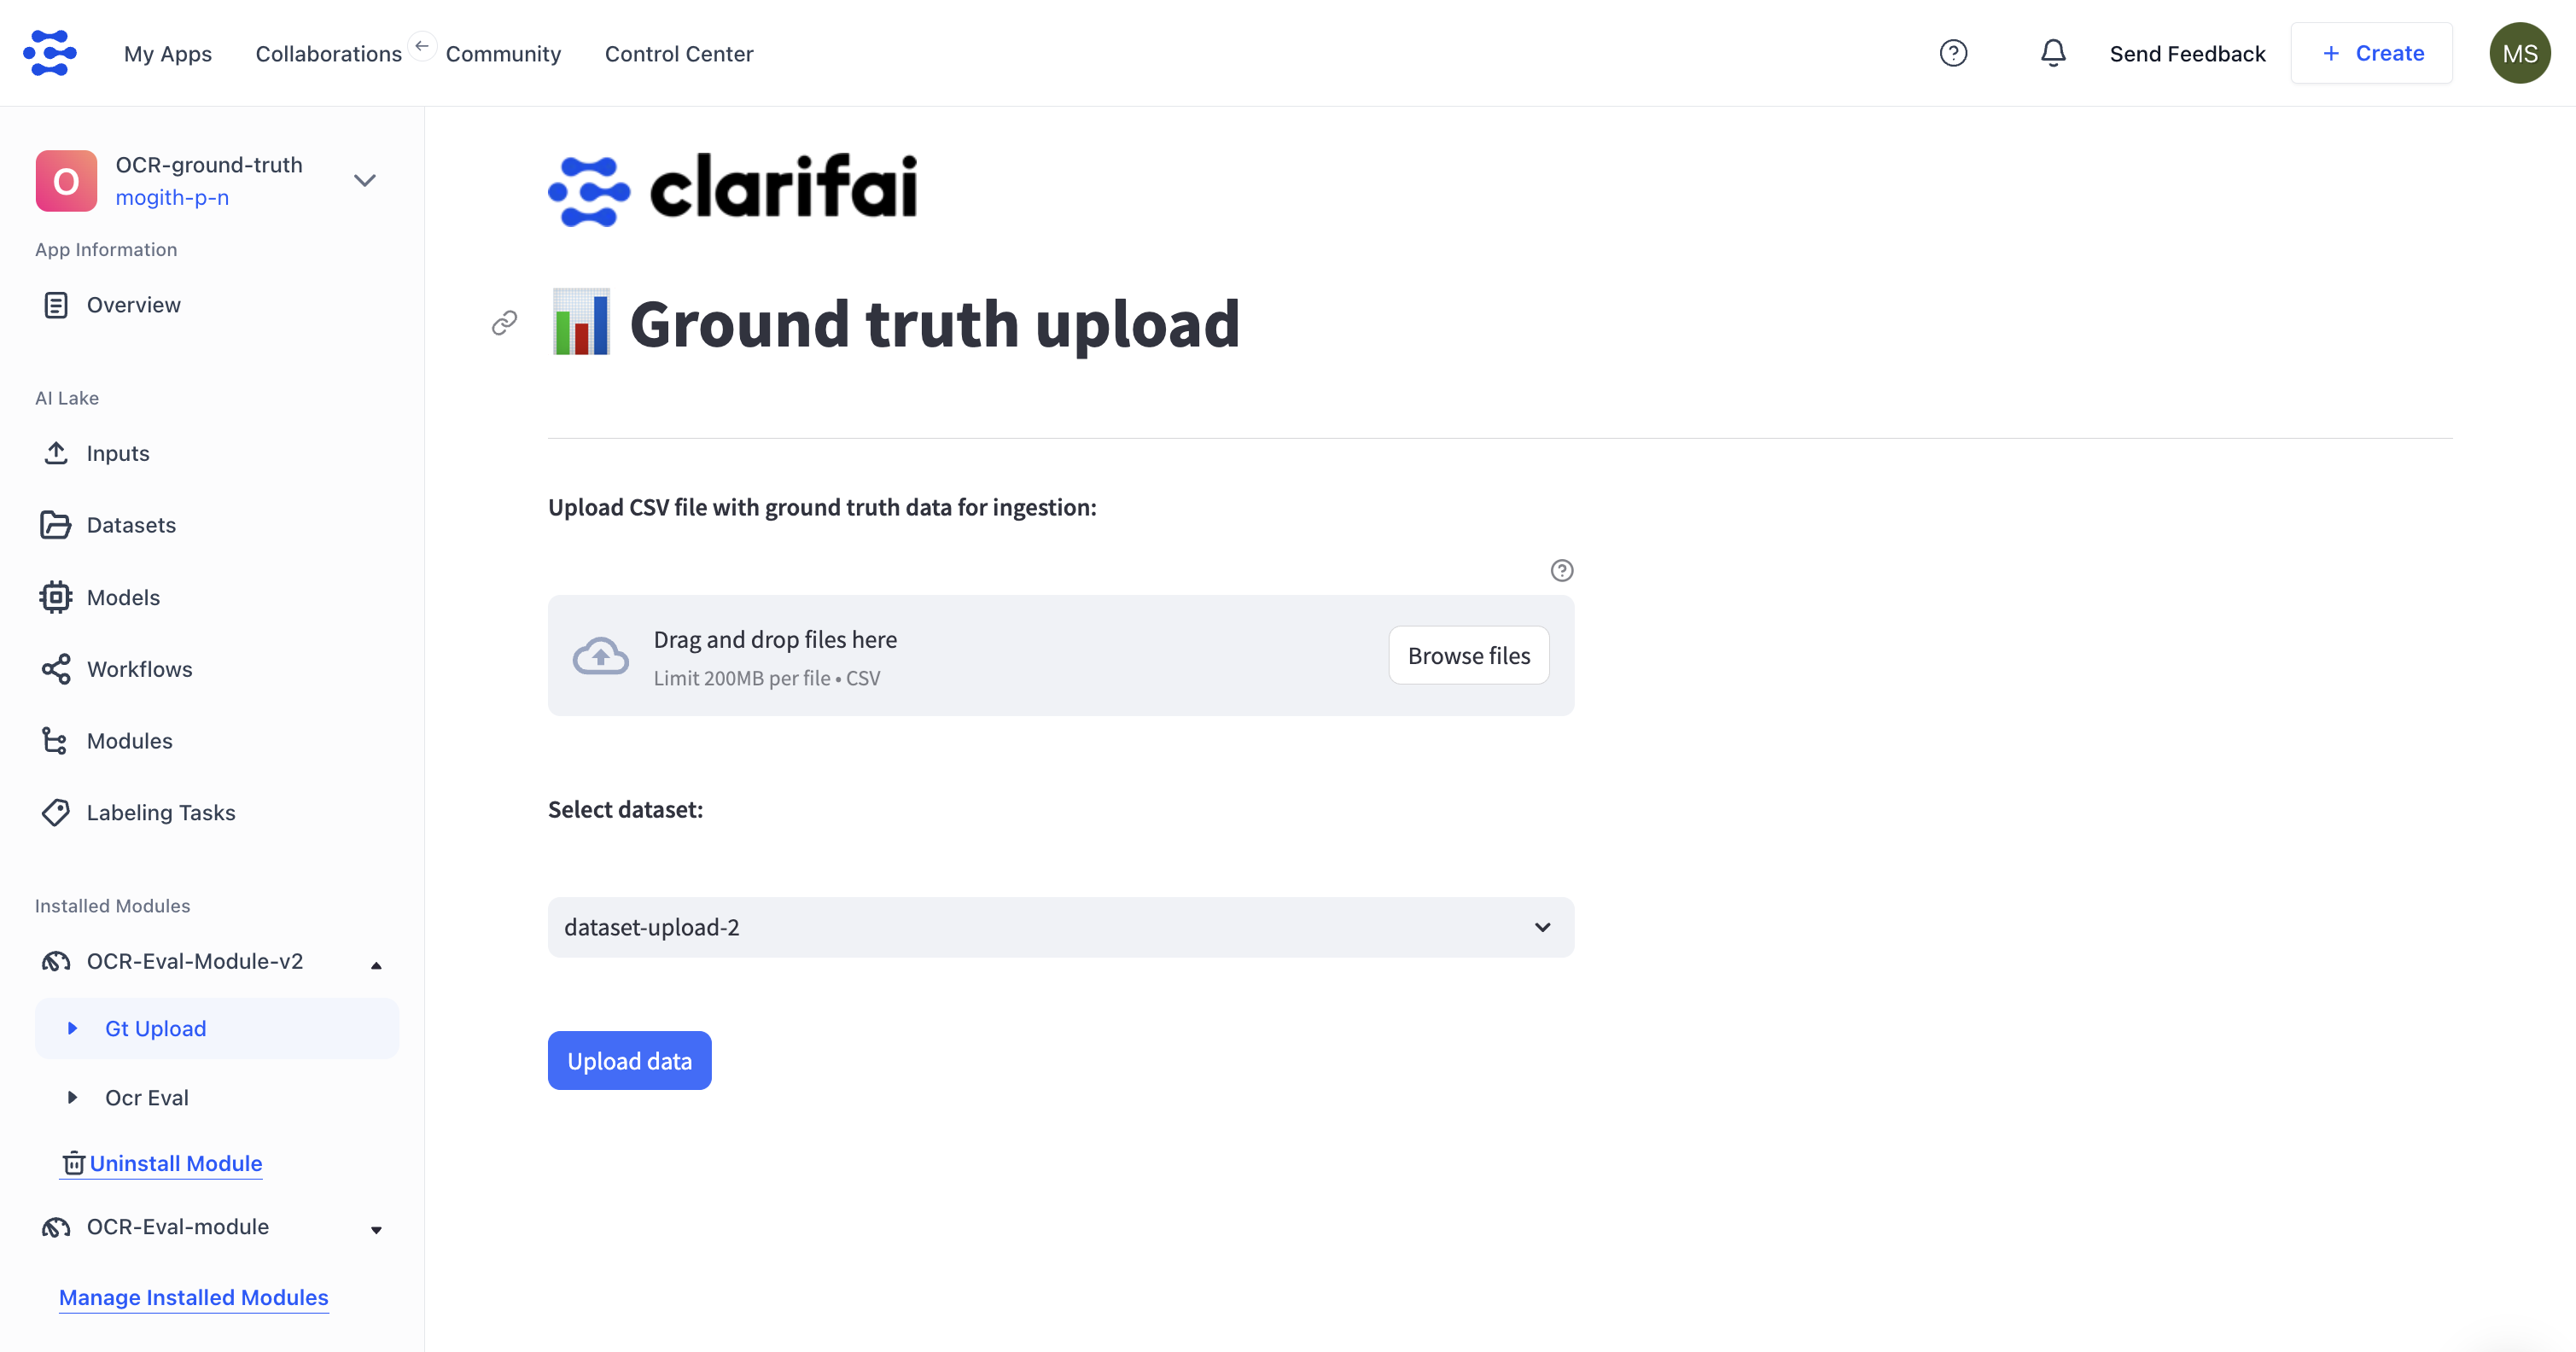 My Apps
Collaborations
Community
Control Center
Send Feedback
+ Create
MS
O
OCR-ground-truth
mogith-p-n
App Information
Overview
AI Lake
Inputs
Datasets
Models
Workflows
Modules
Labeling Tasks
Installed Modules
OCR-Eval-Module-v2
Gt Upload
Ocr Eval
Uninstall Module
OCR-Eval-module
Manage Installed Modules
clarifai
Ground truth upload
Upload CSV file with ground truth data for ingestion:
Drag and drop files here
Limit 200MB per file • CSV
Browse files
Select dataset:
dataset-upload-2
Upload data